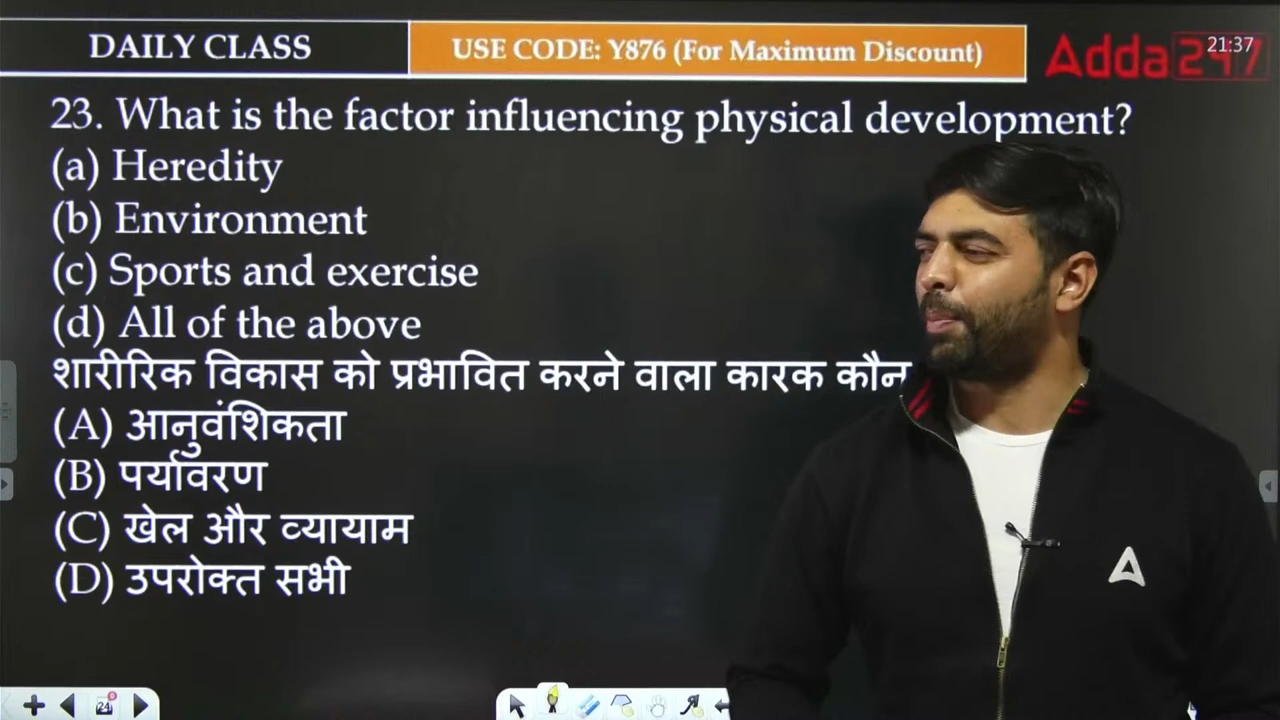 DAILY CLASS
USE CODE: Y876 (For Maximum Discount)
Adda247
21:37
23. What is the factor influencing physical development?
(a) Heredity
(b) Environment
(c) Sports and exercise
(d) All of the above
शारीरिक विकास को प्रभावित करने वाला कारक कौन
(A) आनुवंशिकता
(B) पर्यावरण
(C) खेल और व्यायाम
(D) उपरोक्त सभी
24